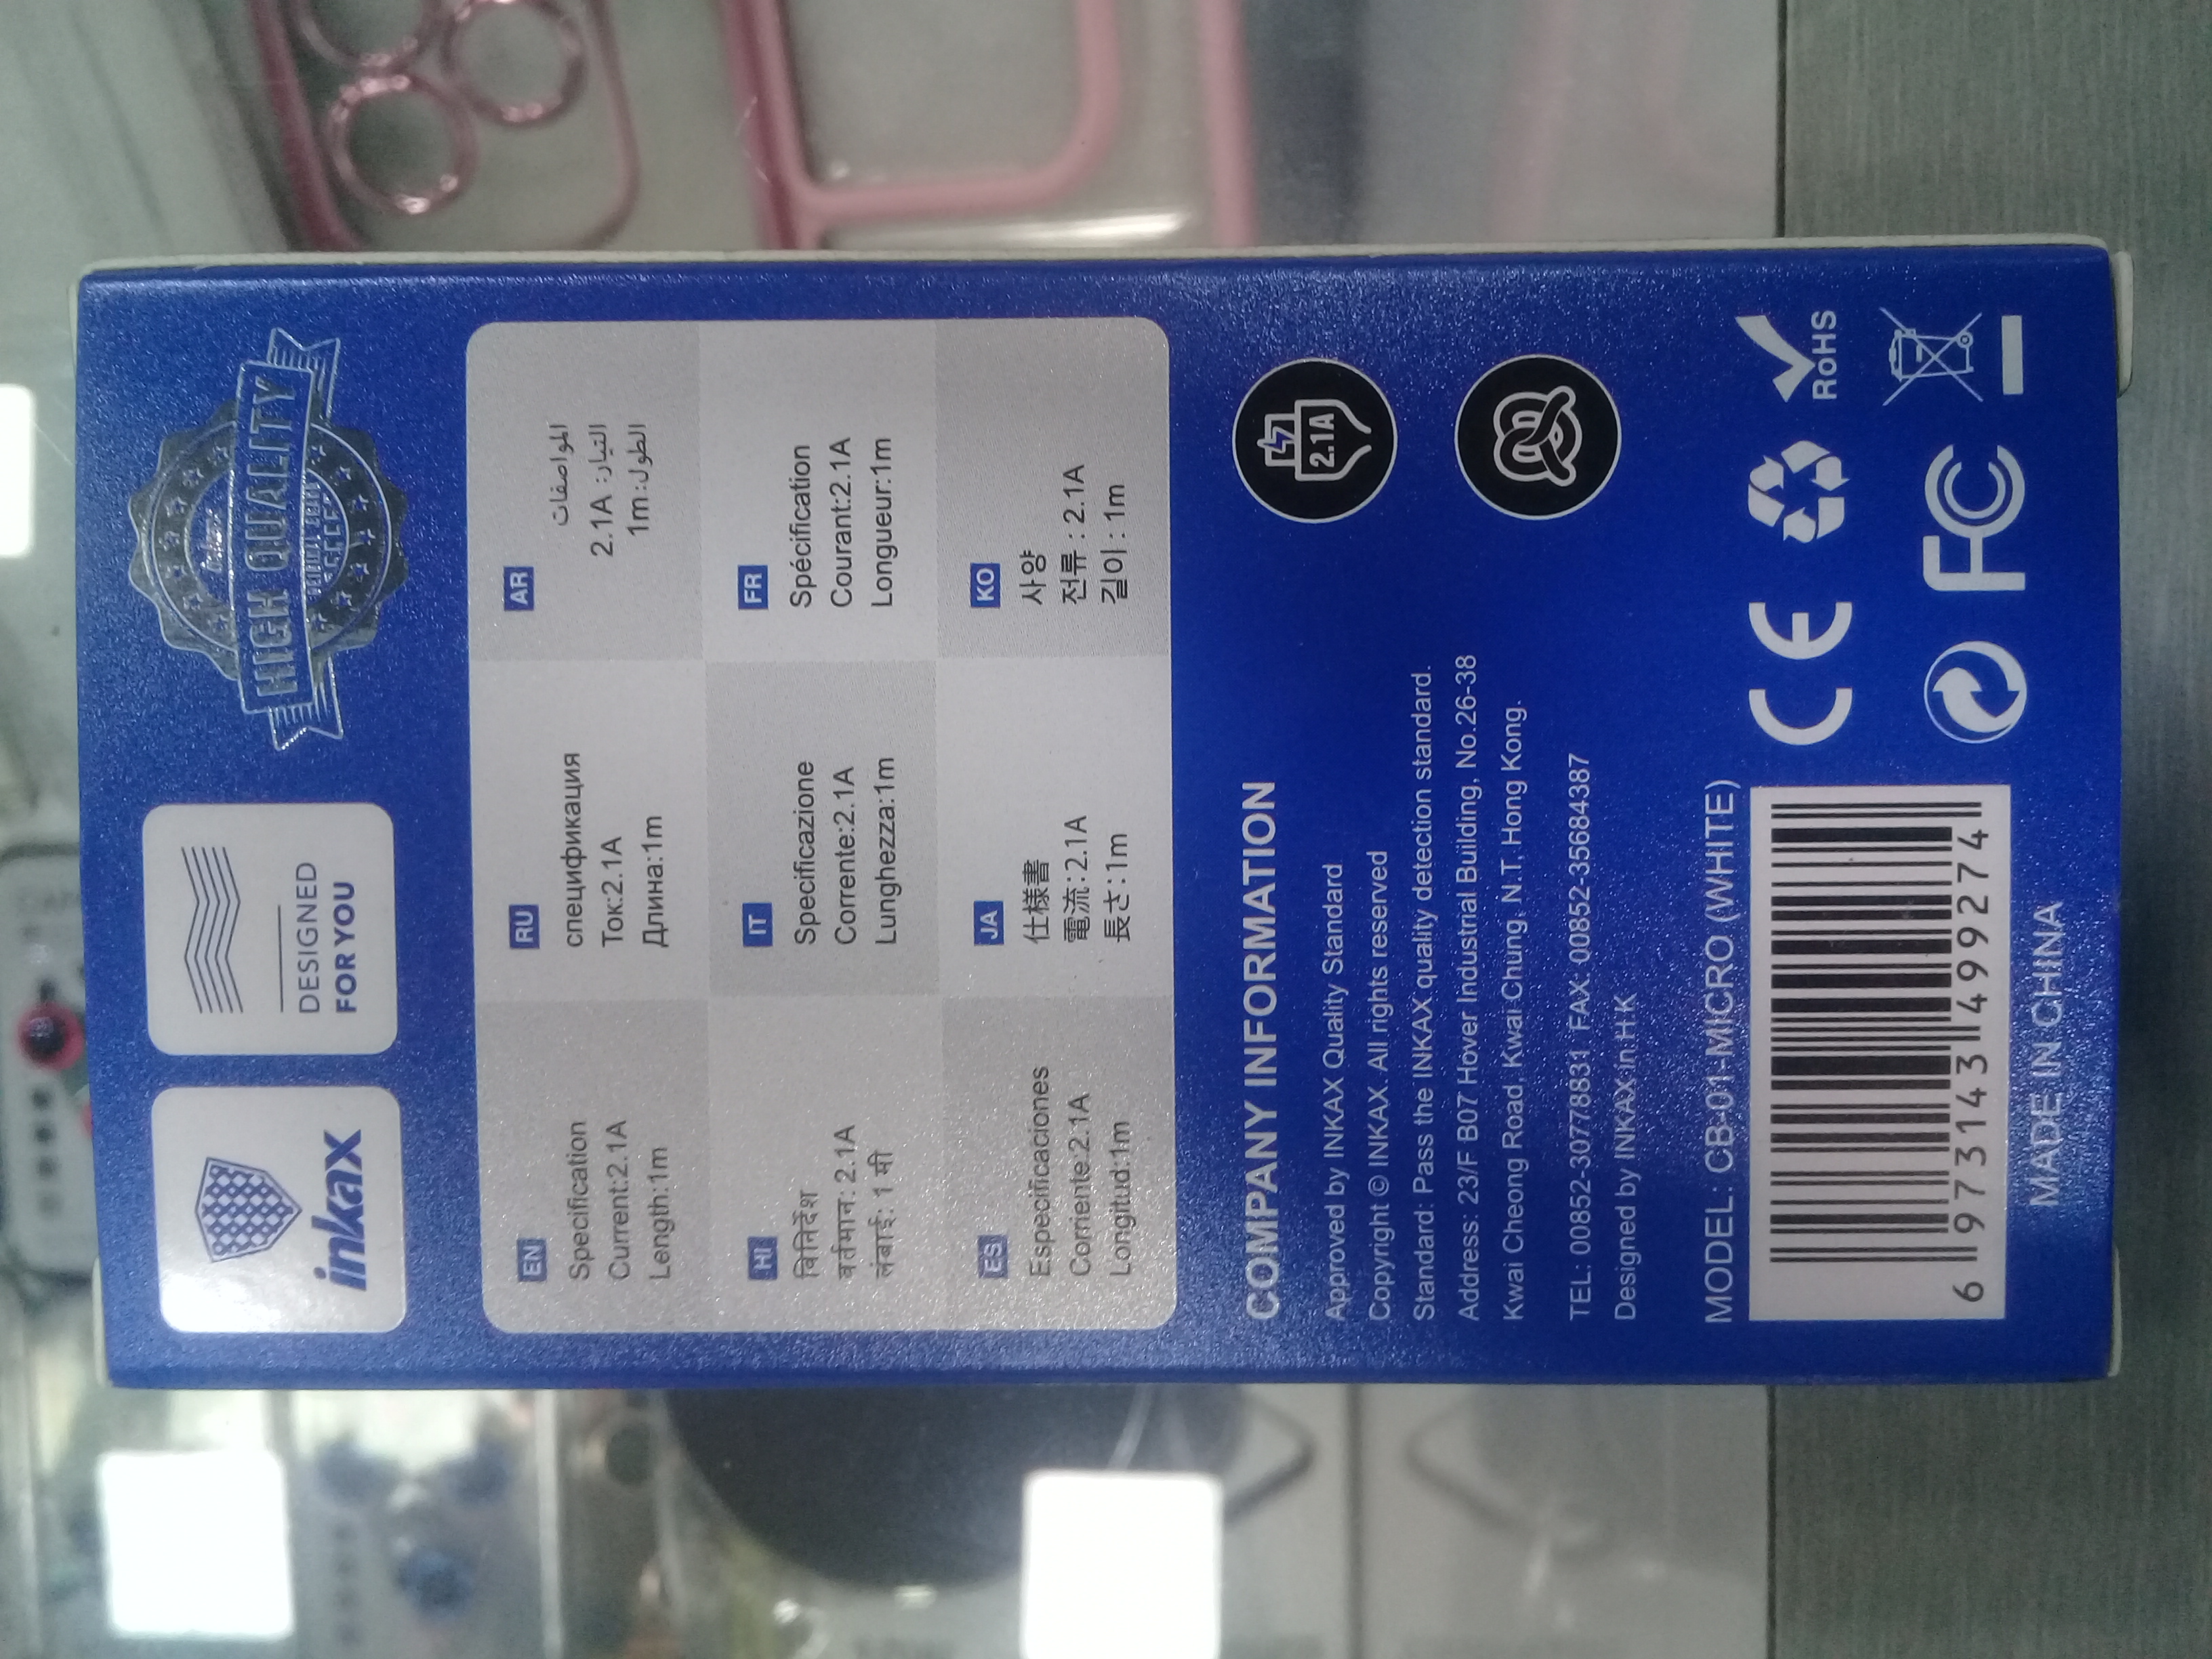 inkax
DESIGNED
FOR YOU
HIGH QUALITY
EN
Specification
Current:2.1A
Length:1m
RU
спецификация
Ток:2.1A
Длина:1m
AR
المواصفات
التيار: 2.1A
الطول: 1m
HI
विनिर्देश
वर्तमान: 2.1A
लंबाई: 1 मी
IT
Specificazione
Corrente:2.1A
Lunghezza:1m
FR
Spécification
Courant:2.1A
Longueur:1m
ES
Especificaciones
Corriente:2.1A
Longitud:1m
JA
仕様書
電流:2.1A
長さ:1m
KO
사양
전류 : 2.1A
길이 : 1m
COMPANY INFORMATION
Approved by INKAX Quality Standard
Copyright © INKAX. All rights reserved
Standard: Pass the INKAX quality detection standard.
Address: 23/F B07 Hover Industrial Building, No.26-38
Kwai Cheong Road, Kwai Chung, N.T, Hong Kong.
TEL: 00852-30778831 FAX: 00852-35684387
Designed by INKAX in H.K
2.1A
MODEL: CB-01-MICRO (WHITE)
6 973143 499274
MADE IN CHINA
CE
RoHS
FC